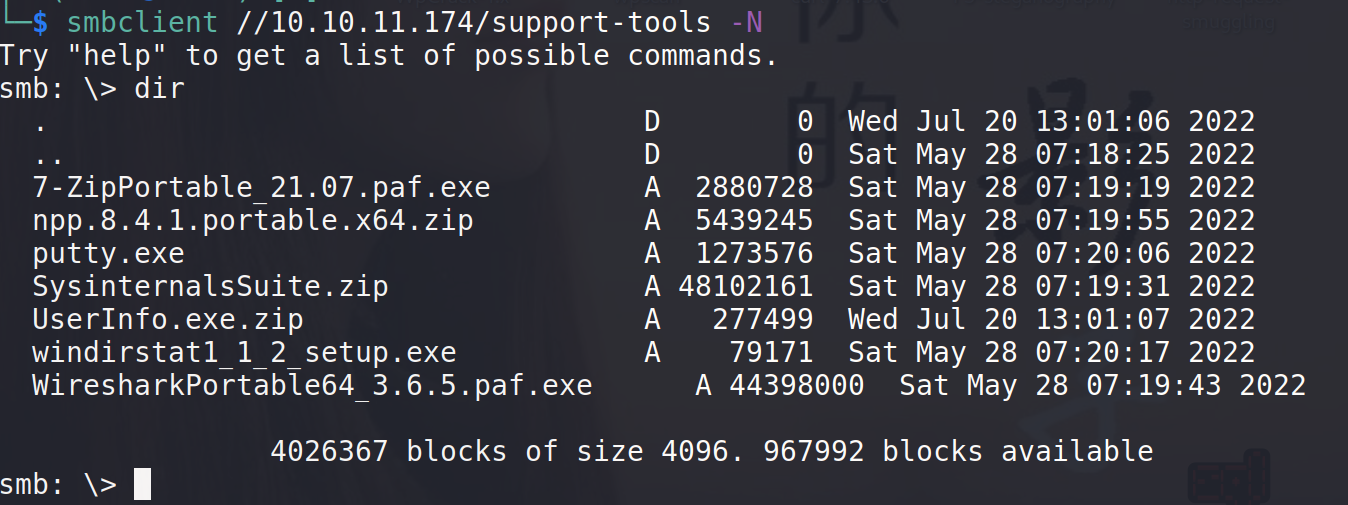 └─$ smbclient //10.10.11.174/support-tools -N
Try "help" to get a list of possible commands.
smb: \> dir
. D 0 Wed Jul 20 13:01:06 2022
.. D 0 Sat May 28 07:18:25 2022
7-ZipPortable_21.07.paf.exe A 2880728 Sat May 28 07:19:19 2022
npp.8.4.1.portable.x64.zip A 5439245 Sat May 28 07:19:55 2022
putty.exe A 1273576 Sat May 28 07:20:06 2022
SysinternalsSuite.zip A 48102161 Sat May 28 07:19:31 2022
UserInfo.exe.zip A 277499 Wed Jul 20 13:01:07 2022
windirstat1_1_2_setup.exe A 79171 Sat May 28 07:20:17 2022
WiresharkPortable64_3.6.5.paf.exe A 44398000 Sat May 28 07:19:43 2022
4026367 blocks of size 4096. 967992 blocks available
smb: \>
你
的